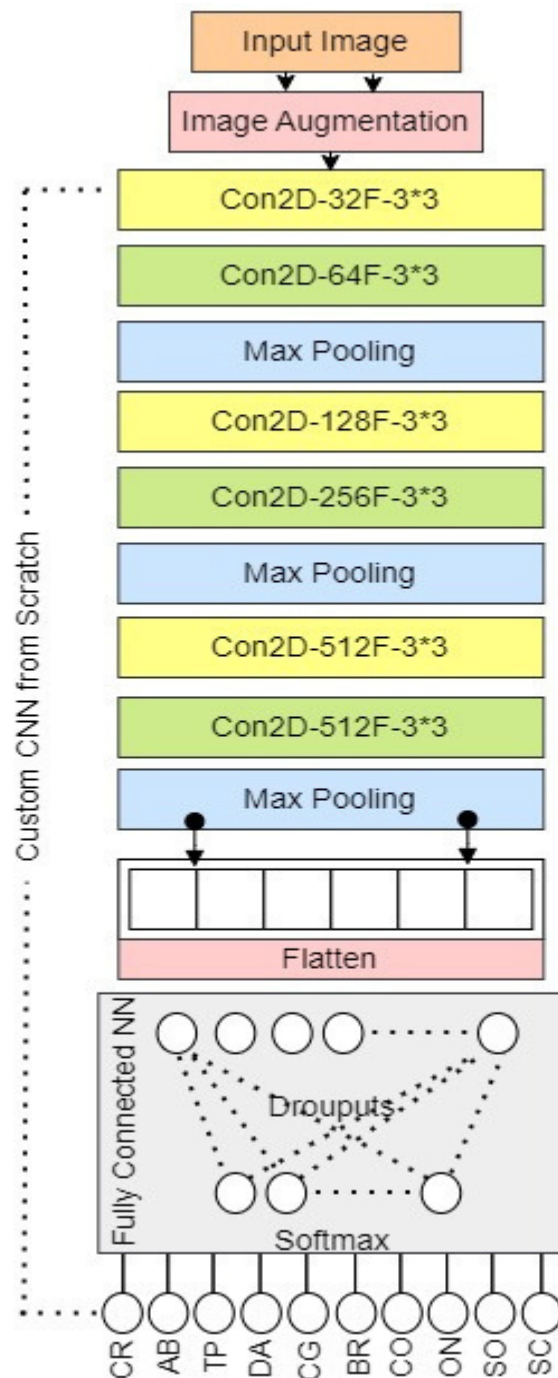 Input Image
Image Augmentation
Con2D-32F-3*3
Con2D-64F-3*3
Max Pooling
Con2D-128F-3*3
Con2D-256F-3*3
Max Pooling
Con2D-512F-3*3
Con2D-512F-3*3
Max Pooling
Custom CNN from Scratch
Flatten
Fully Connected NN
Drouputs
Softmax
CR
AB
TP
DA
CG
BR
CO
ON
SO
SC